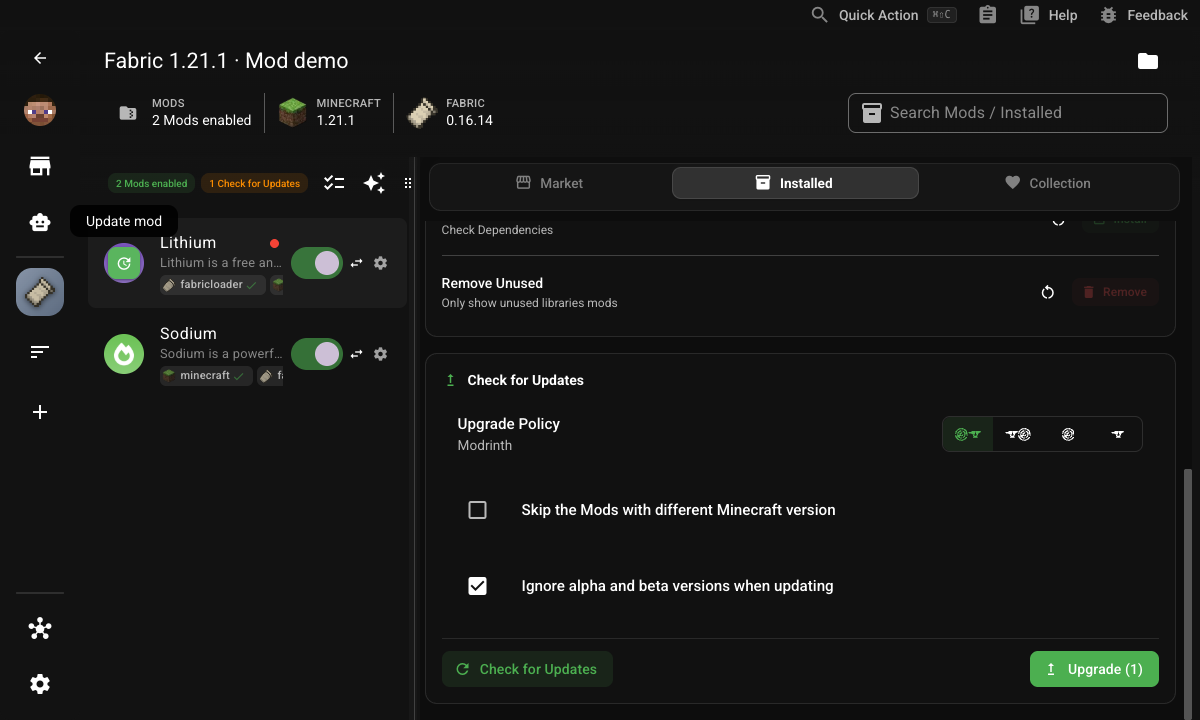 Quick Action
⌘⇧C
Help
Feedback
Fabric 1.21.1 · Mod demo
MODS
2 Mods enabled
MINECRAFT
1.21.1
FABRIC
0.16.14
Search Mods / Installed
2 Mods enabled
1 Check for Updates
Market
Installed
Collection
Update mod
Lithium
Lithium is a free an…
fabricloader
Sodium
Sodium is a powerf…
minecraft
Check Dependencies
Remove Unused
Only show unused libraries mods
Remove
Check for Updates
Upgrade Policy
Modrinth
Skip the Mods with different Minecraft version
Ignore alpha and beta versions when updating
Check for Updates
Upgrade (1)